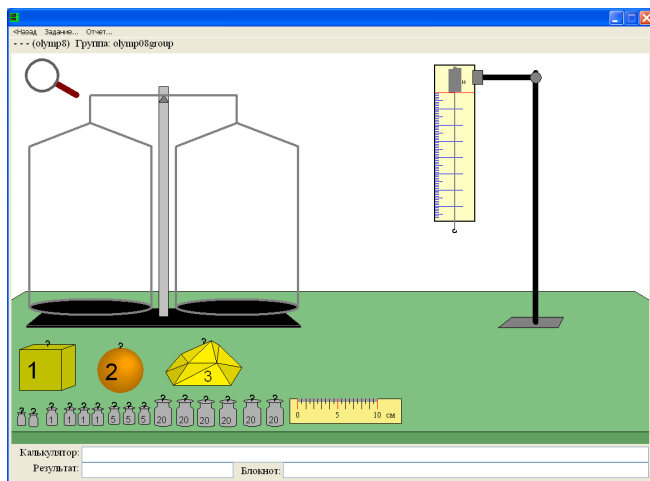 <Назад Задание... Отчет...
- - - (olymp8) Группа: olymp08group
н
1
2
3
1 1 1 1 5 5 5 20 20 20 20 20 20
0 5 10 см
Калькулятор:
Результат: Блокнот: